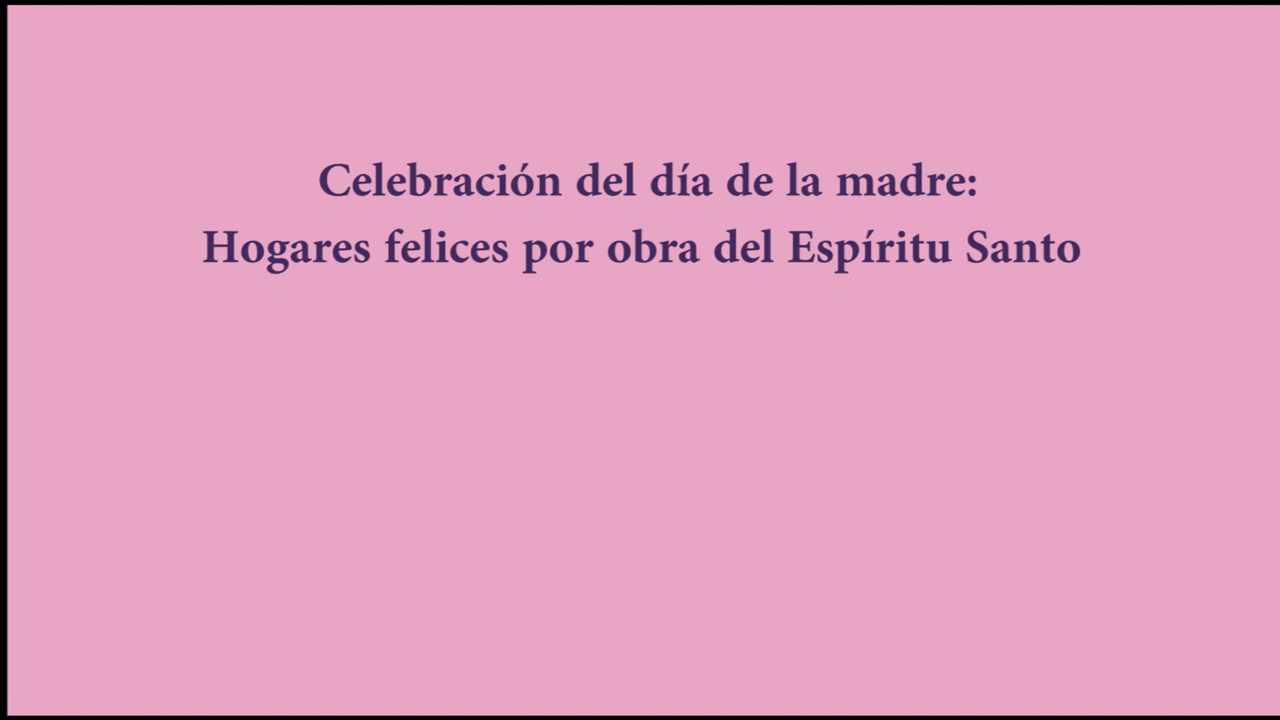 Celebración del día de la madre:
Hogares felices por obra del Espíritu Santo